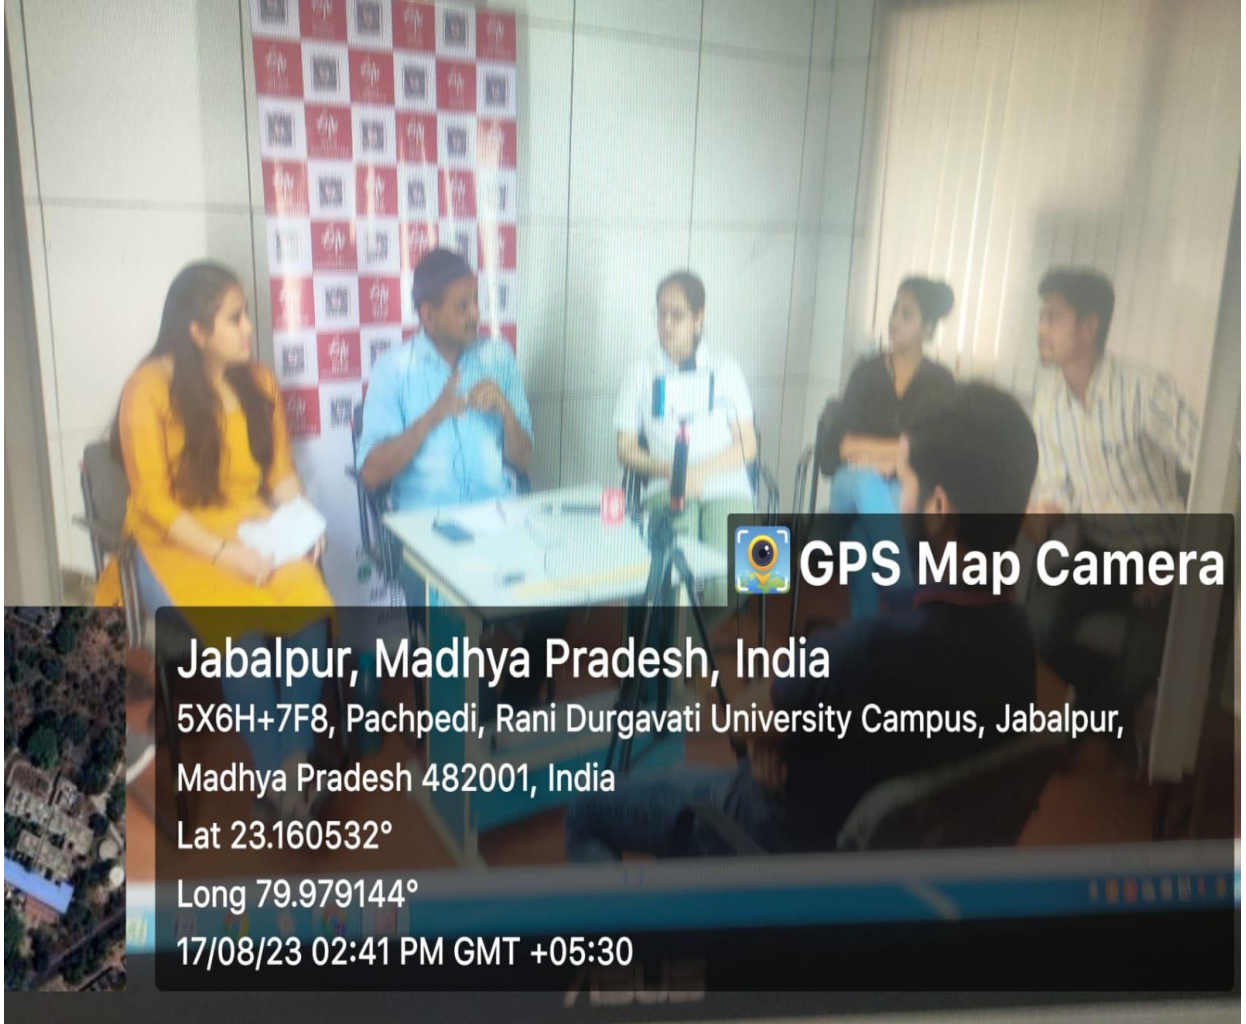 GPS Map Camera
Jabalpur, Madhya Pradesh, India
5X6H+7F8, Pachpedi, Rani Durgavati University Campus, Jabalpur,
Madhya Pradesh 482001, India
Lat 23.160532°
Long 79.979144°
17/08/23 02:41 PM GMT +05:30
ASUS